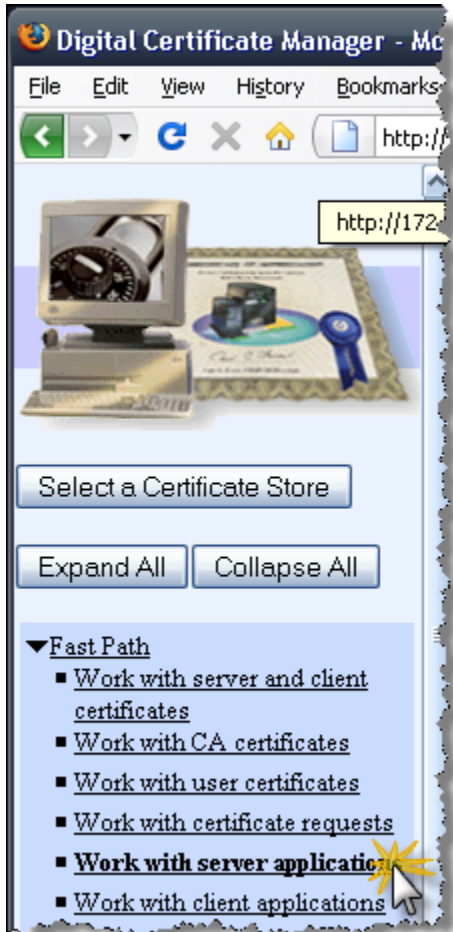 Digital Certificate Manager - Mc
File Edit View History Bookmarks
http://
http://172
Select a Certificate Store
Expand All Collapse All
Fast Path
Work with server and client
certificates
Work with CA certificates
Work with user certificates
Work with certificate requests
Work with server applications
Work with client applications